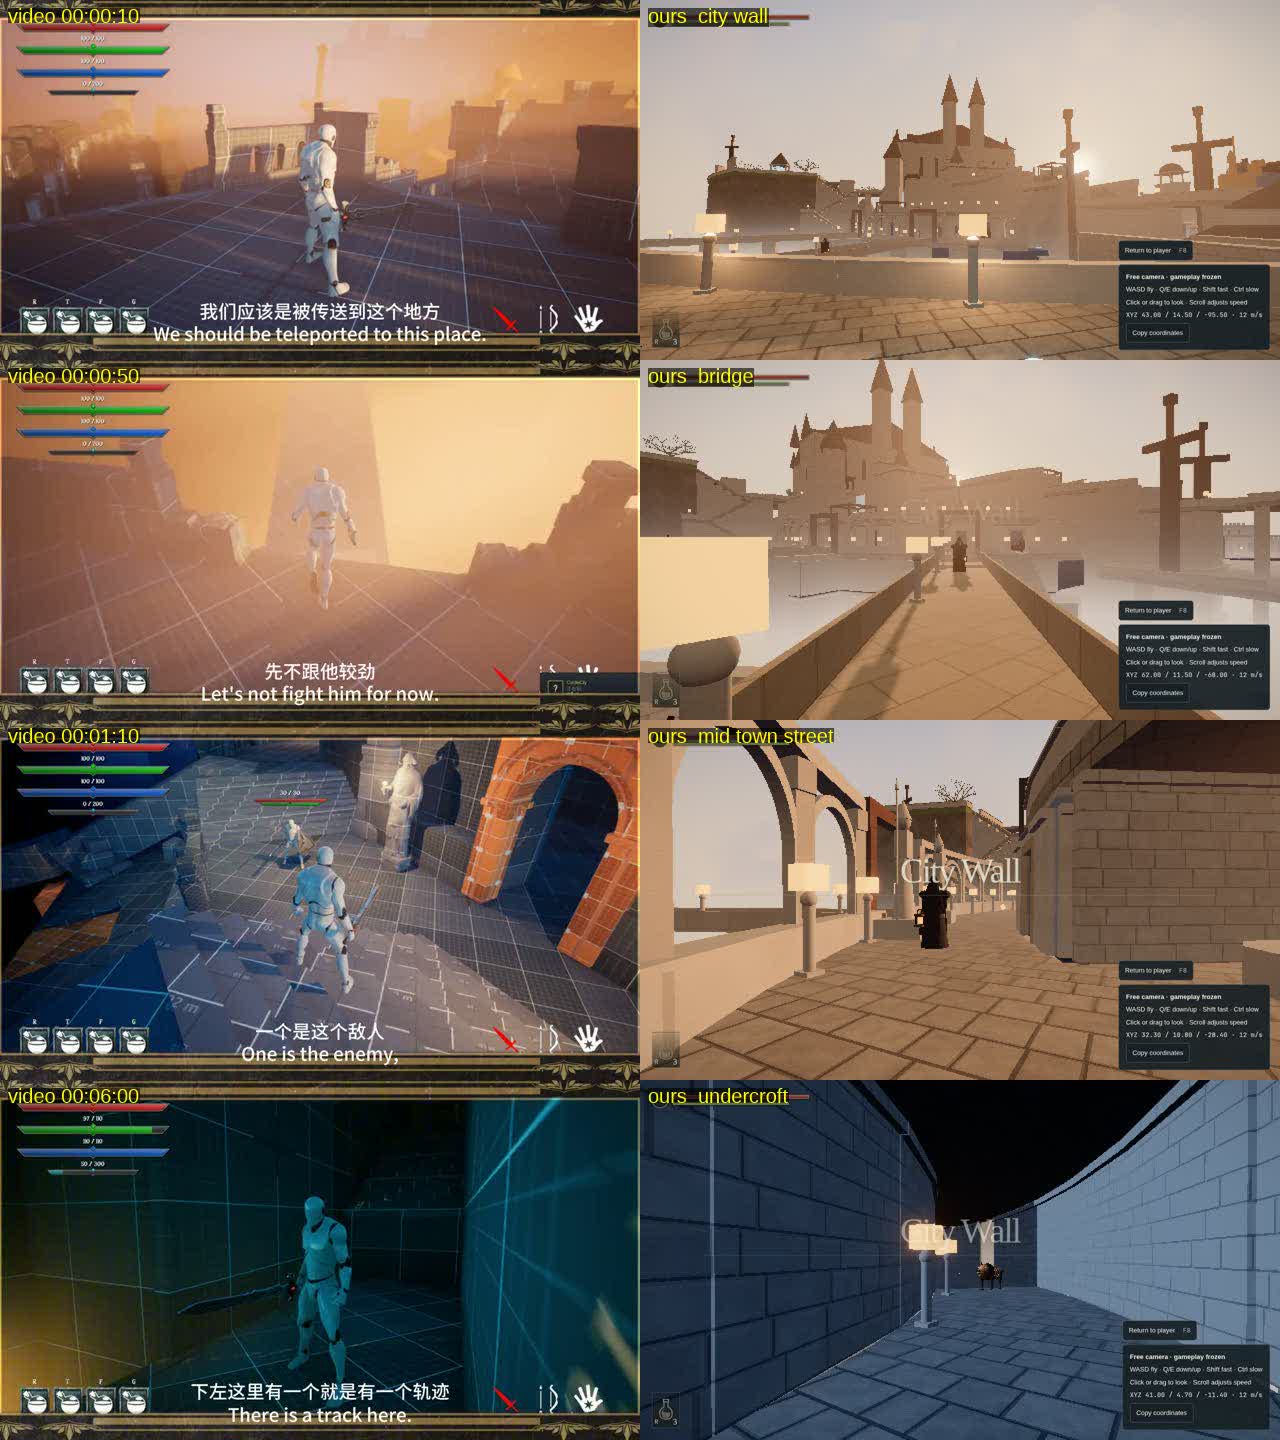 video 00:00:10
100/100
100/100
0/200
R T F G
我们应该是被传送到这个地方
We should be teleported to this place.
ours city wall
Return to player F8
Free camera - gameplay frozen
WASD fly · Q/E down/up · Shift fast · Ctrl slow
Click or drag to look · Scroll adjusts speed
XYZ 43.00 / 14.50 / -95.50 · 12 m/s
Copy coordinates
R 3
video 00:00:50
100/100
100/100
0/200
R T F G
先不跟他较劲
Let's not fight him for now.
?
ours bridge
Return to player F8
Free camera - gameplay frozen
WASD fly · Q/E down/up · Shift fast · Ctrl slow
Click or drag to look · Scroll adjusts speed
XYZ 62.00 / 11.50 / -68.00 · 12 m/s
Copy coordinates
R 3
video 00:01:10
100/100
100/100
0/200
30/30
12 m
R T F G
一个是这个敌人
One is the enemy,
ours mid town street
City Wall
Return to player F8
Free camera - gameplay frozen
WASD fly · Q/E down/up · Shift fast · Ctrl slow
Click or drag to look · Scroll adjusts speed
XYZ 32.30 / 10.80 / -28.40 · 12 m/s
Copy coordinates
R 3
video 00:06:00
R T F G
下左这里有一个就是有一个轨迹
There is a track here.
ours undercroft
City Wall
Return to player F8
Free camera - gameplay frozen
WASD fly · Q/E down/up · Shift fast · Ctrl slow
Click or drag to look · Scroll adjusts speed
XYZ 41.00 / 4.70 / -11.40 · 12 m/s
Copy coordinates
R 3